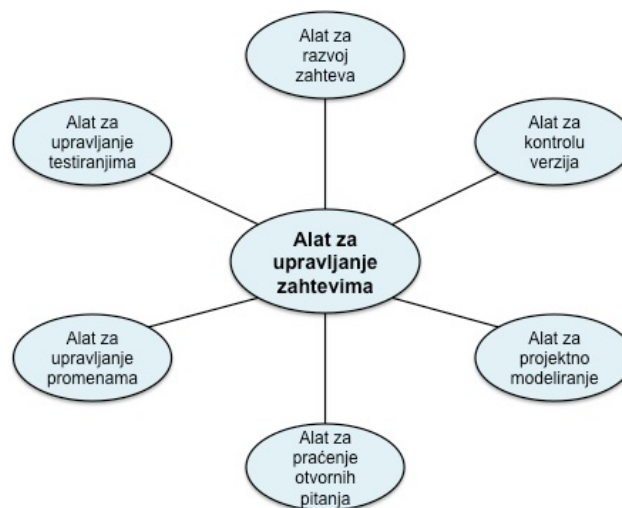 Alat za
razvoj
zahteva
Alat za
upravljanje
testiranjima
Alat za
kontrolu
verzija
Alat za
upravljanje
zahtevima
Alat za
upravljanje
promenama
Alat za
projektno
modeliranje
Alat za
praćenje
otvornih
pitanja